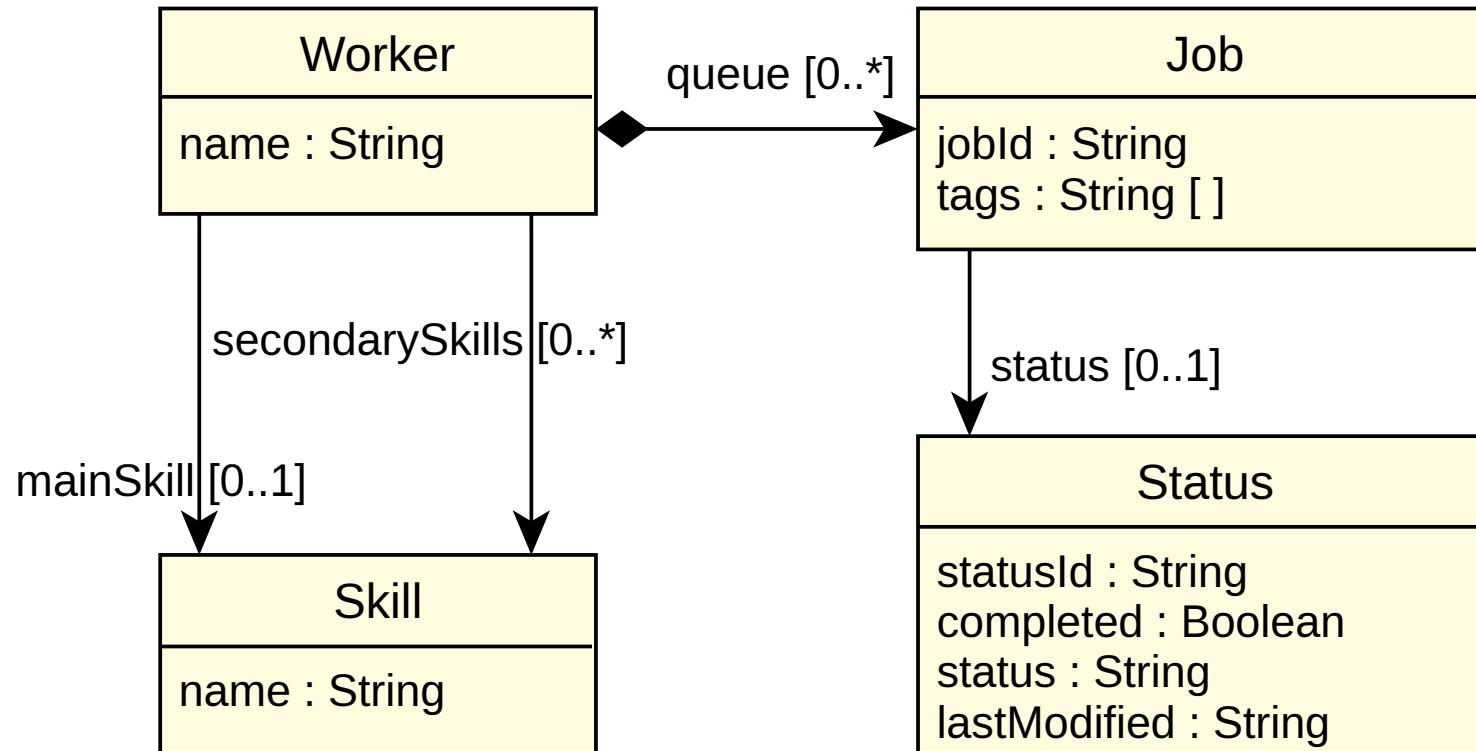 Worker
name : String
queue [0..*]
Job
jobId : String
tags : String [ ]
secondarySkills [0..*]
mainSkill [0..1]
status [0..1]
Skill
name : String
Status
statusId : String
completed : Boolean
status : String
lastModified : String